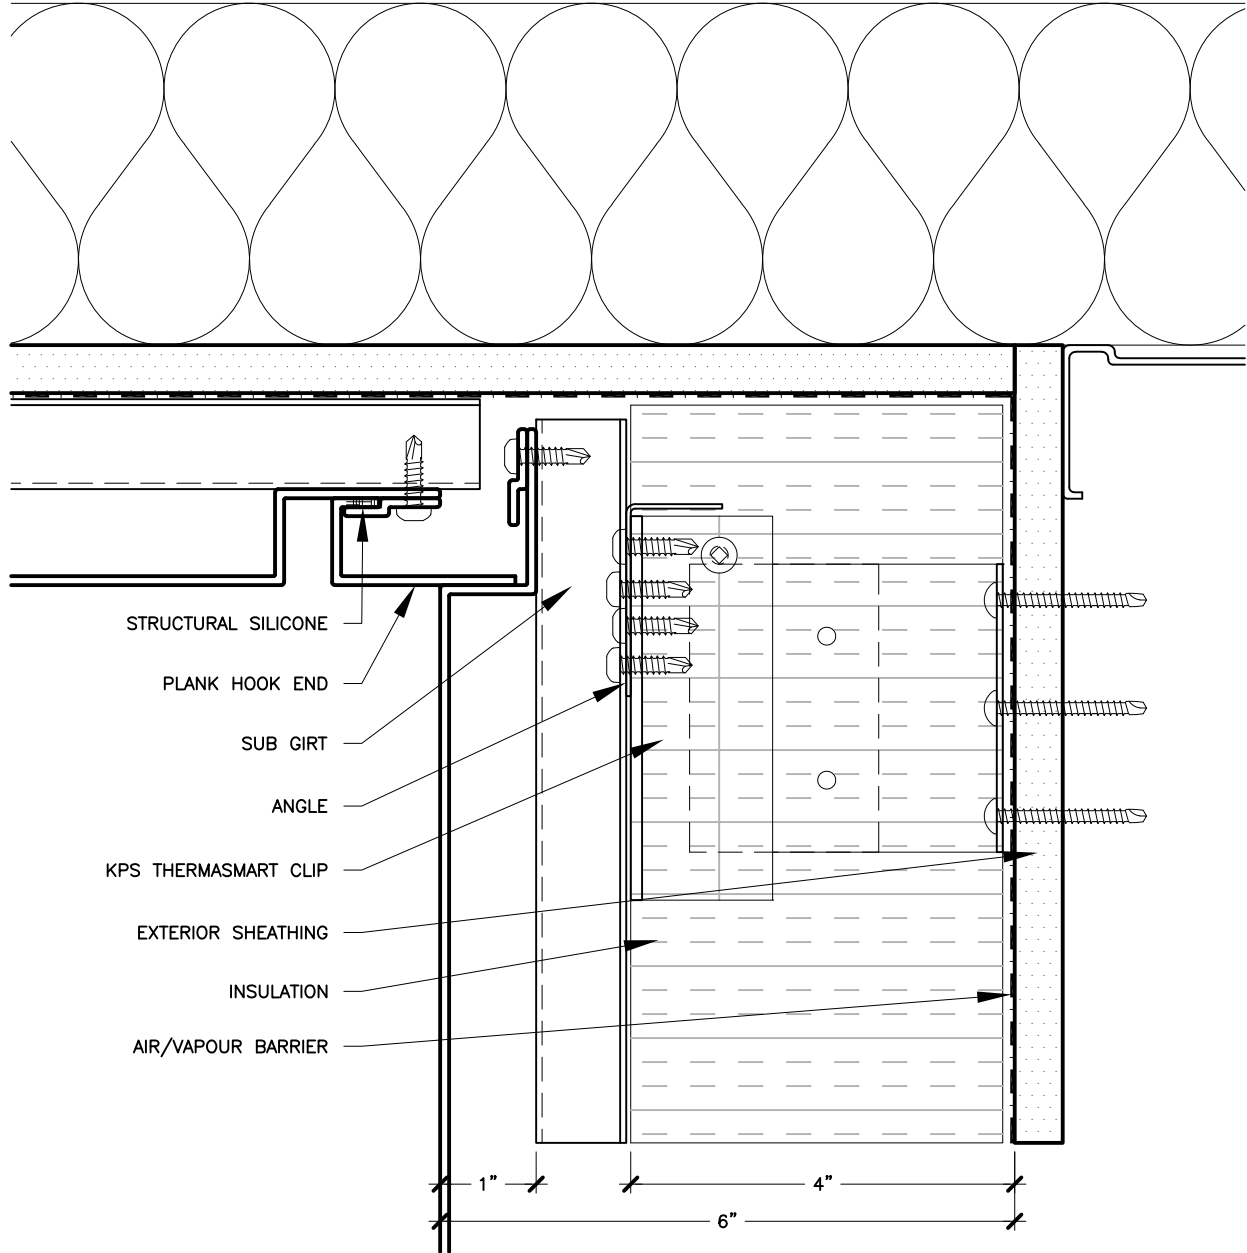 STRUCTURAL SILICONE
PLANK HOOK END
SUB GIRT
ANGLE
KPS THERMASMART CLIP
EXTERIOR SHEATHING
INSULATION
AIR/VAPOUR BARRIER
1” 4”
6”